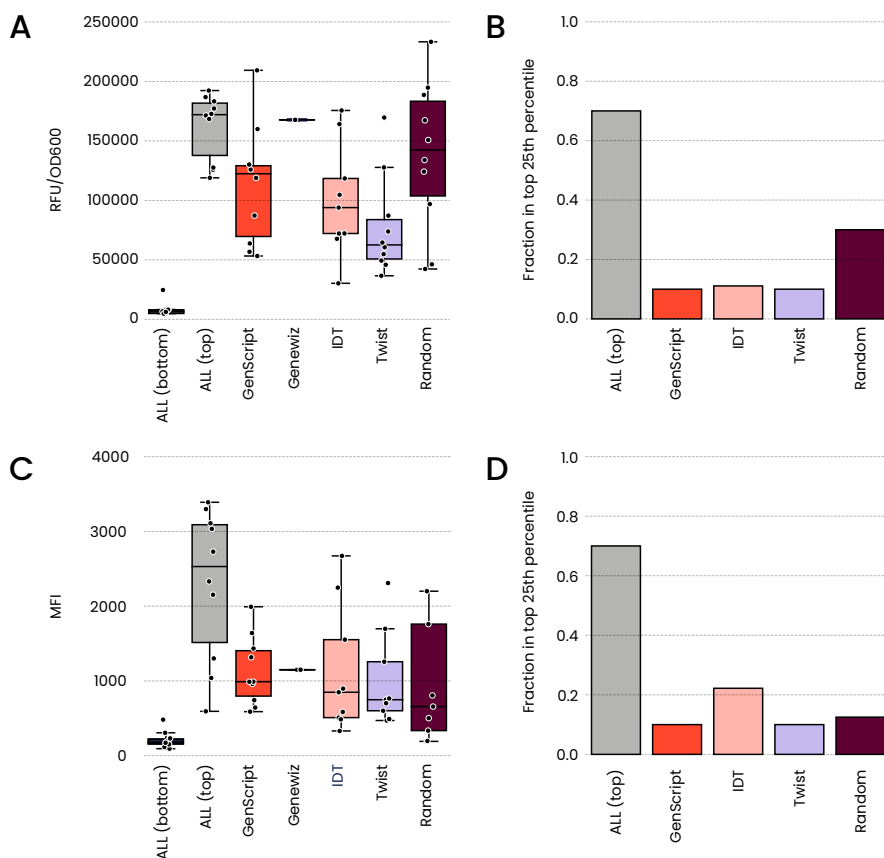 A
RFU/OD600
250000
200000
150000
100000
50000
0
ALL (bottom)
ALL (top)
GenScript
Genewiz
IDT
Twist
Random
B
Fraction in top 25th percentile
1.0
0.8
0.6
0.4
0.2
0.0
ALL (top)
GenScript
IDT
Twist
Random
C
MFI
4000
3000
2000
1000
0
ALL (bottom)
ALL (top)
GenScript
Genewiz
IDT
Twist
Random
D
Fraction in top 25th percentile
1.0
0.8
0.6
0.4
0.2
0.0
ALL (top)
GenScript
IDT
Twist
Random